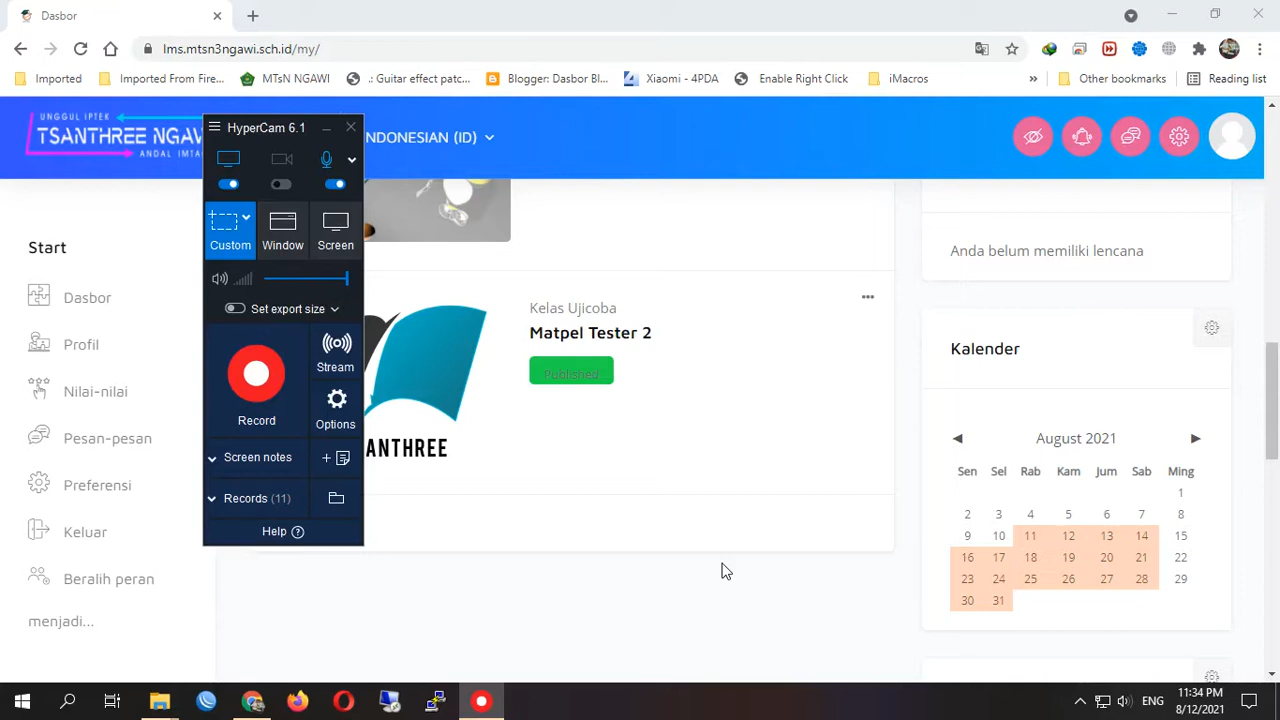 Dasbor
lms.mtsn3ngawi.sch.id/my/
Imported
Imported From Fire...
MTsN NGAWI
.: Guitar effect patc...
Blogger: Dasbor Bl...
Xiaomi - 4PDA
Enable Right Click
iMacros
»
Other bookmarks
Reading list
UNGGUL IPTEK
TSANTHREE NGAW
ANDAL IMTA
NDONESIAN (ID)
HyperCam 6.1
Custom
Window
Screen
Set export size
Record
Stream
Options
Screen notes
Records (11)
Help
Start
Dasbor
Profil
Nilai-nilai
Pesan-pesan
Preferensi
Keluar
Beralih peran
menjadi...
Kelas Ujicoba
Matpel Tester 2
Published
ANTHREE
Anda belum memiliki lencana
Kalender
August 2021
Sen Sel Rab Kam Jum Sab Ming
1
2 3 4 5 6 7 8
9 10 11 12 13 14 15
16 17 18 19 20 21 22
23 24 25 26 27 28 29
30 31
ENG
11:34 PM
8/12/2021